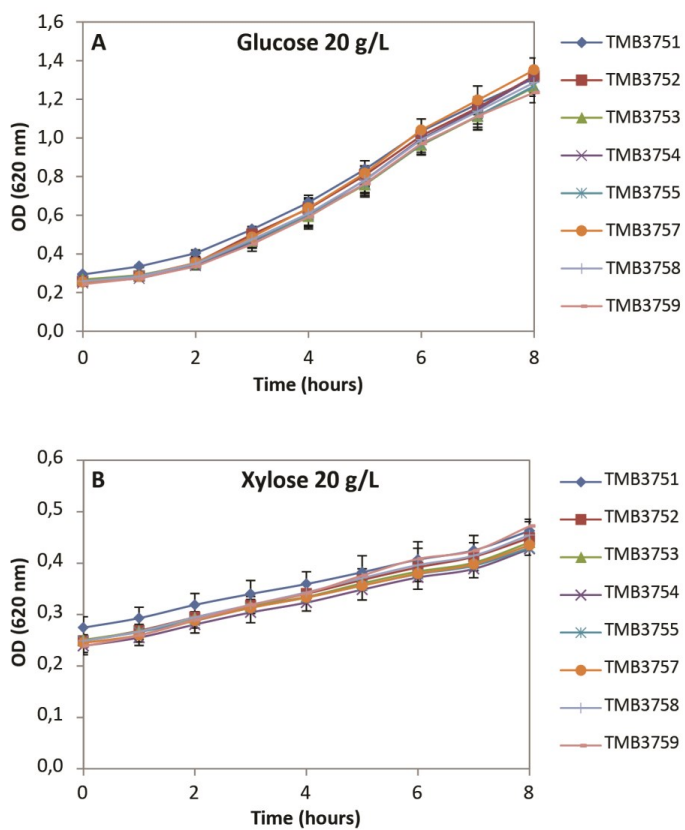 A
Glucose 20 g/L
1,6
1,4
1,2
1,0
0,8
0,6
0,4
0,2
0,0
OD (620 nm)
0 2 4 6 8
Time (hours)
TMB3751
TMB3752
TMB3753
TMB3754
TMB3755
TMB3757
TMB3758
TMB3759
B
Xylose 20 g/L
0,6
0,5
0,4
0,3
0,2
0,1
0,0
OD (620 nm)
0 2 4 6 8
Time (hours)
TMB3751
TMB3752
TMB3753
TMB3754
TMB3755
TMB3757
TMB3758
TMB3759